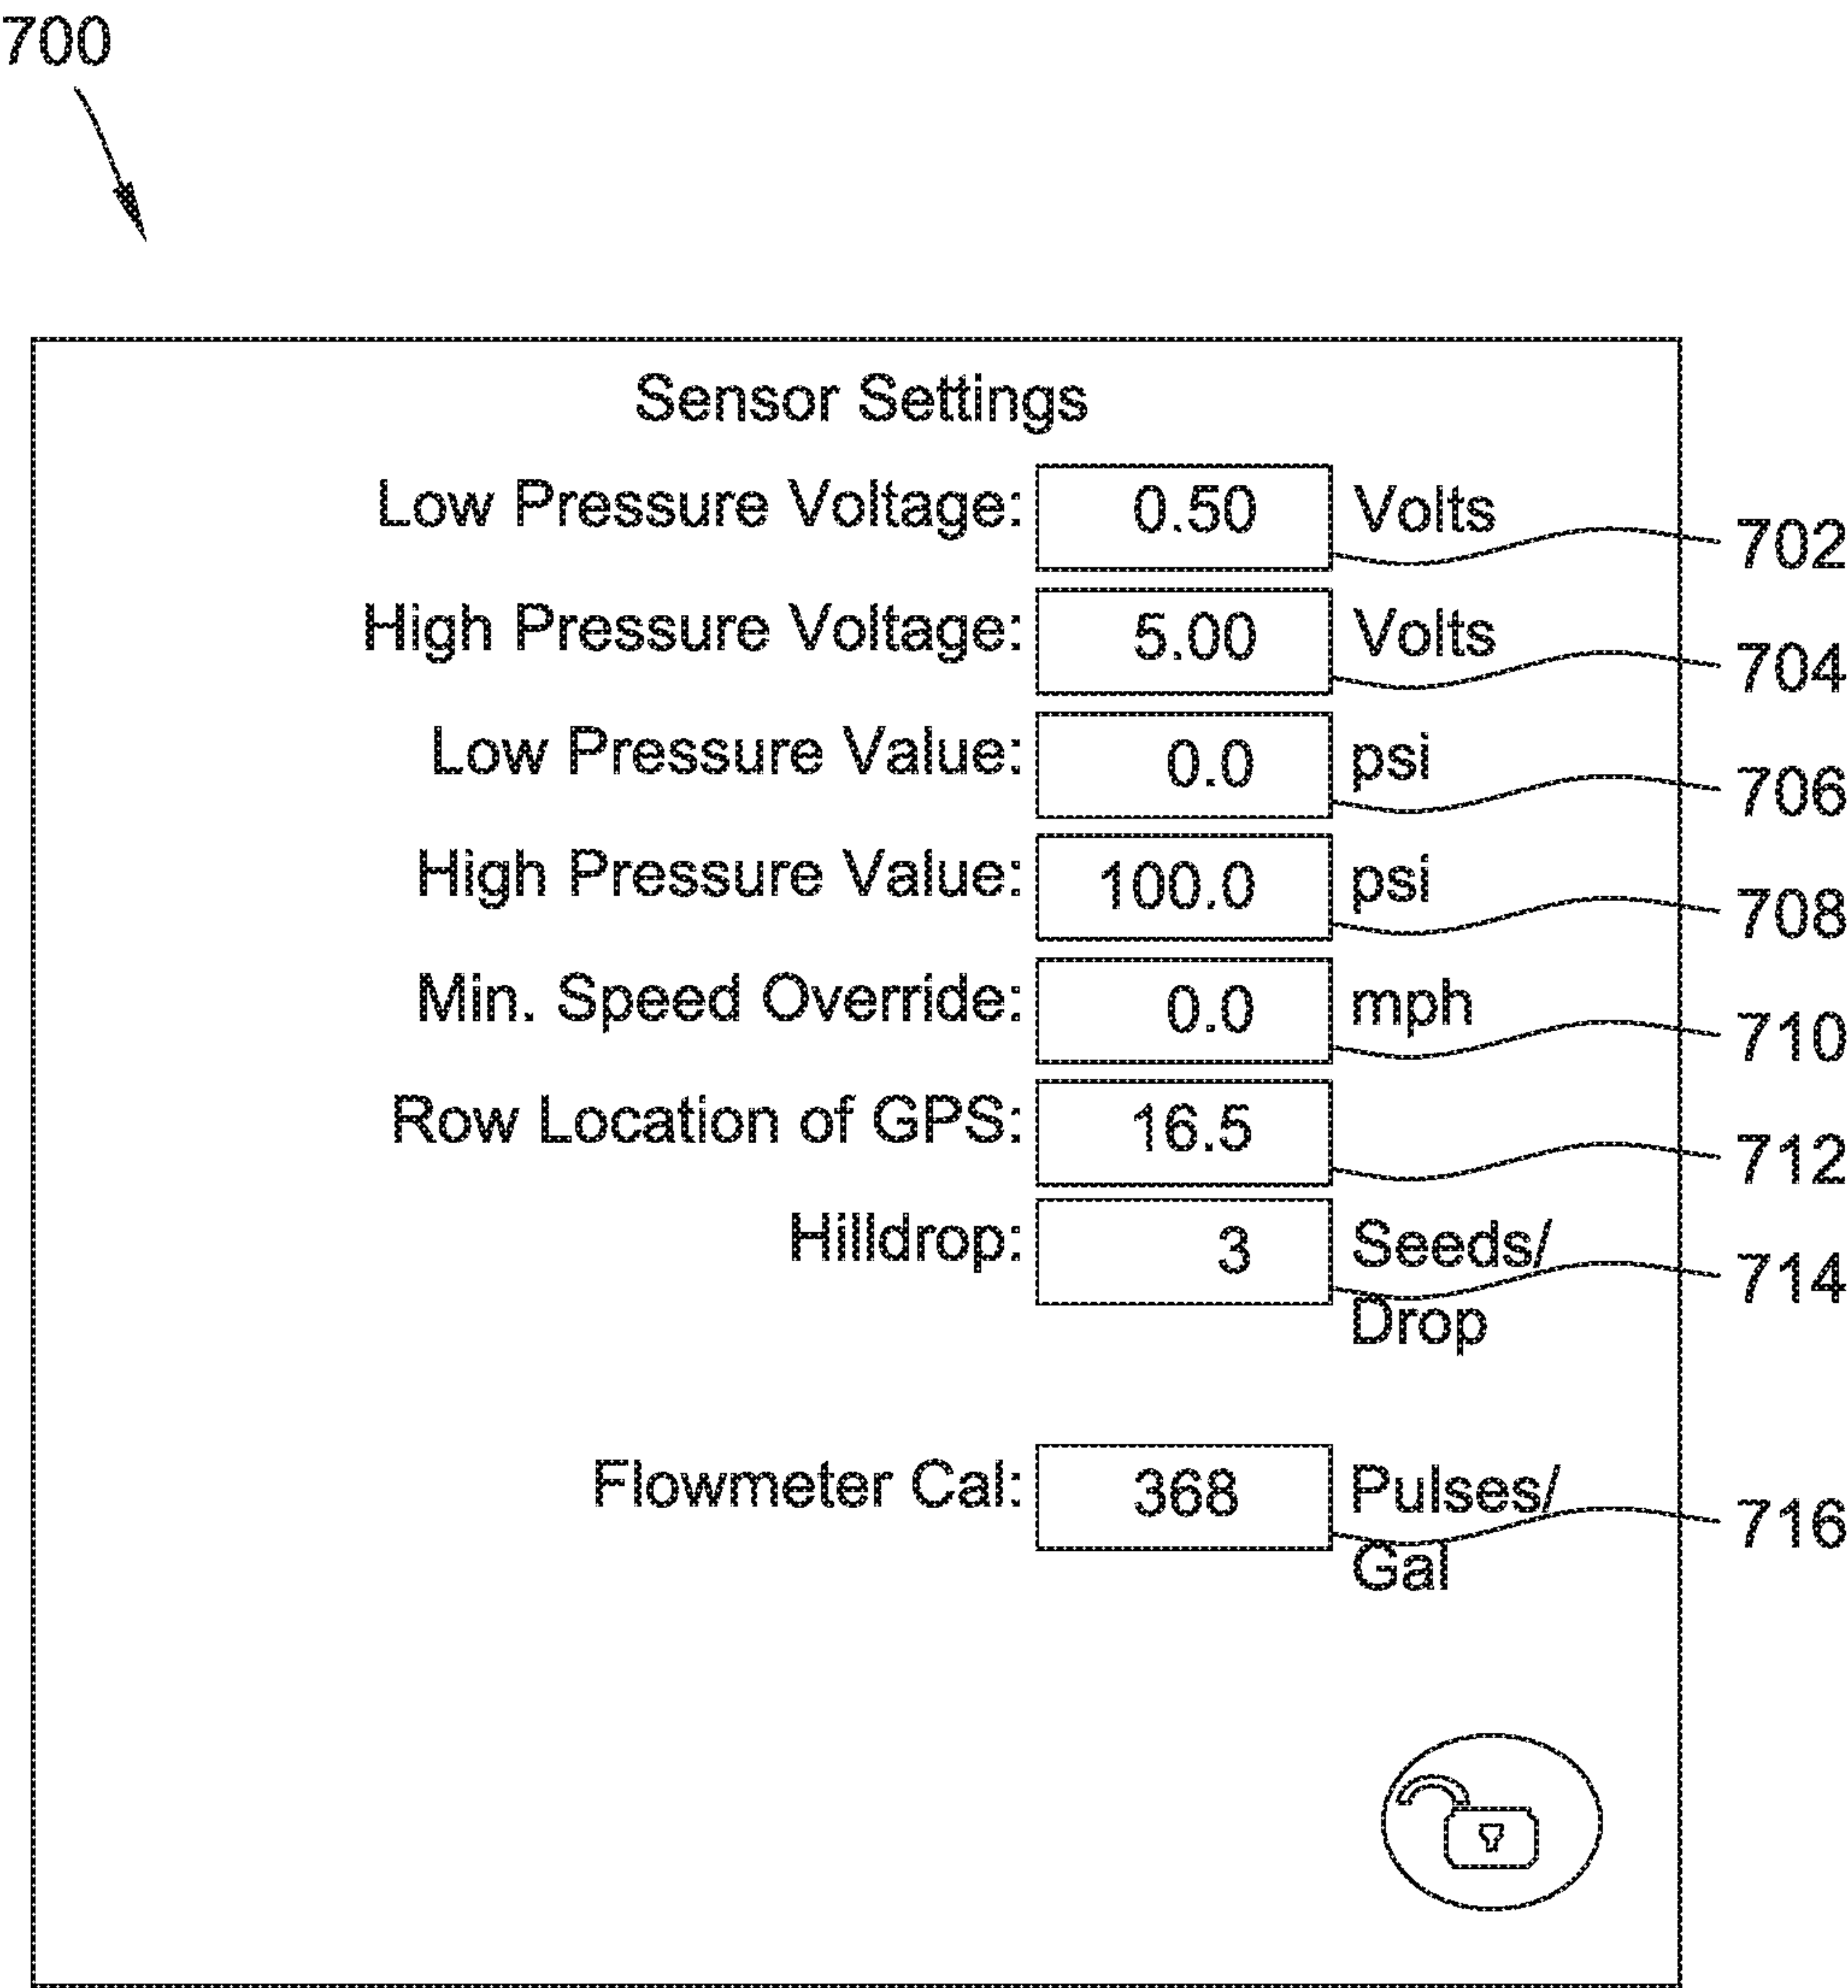 700
Sensor Settings
Low Pressure Voltage: 0.50 Volts 702
High Pressure Voltage: 5.00 Volts 704
Low Pressure Value: 0.0 psi 706
High Pressure Value: 100.0 psi 708
Min. Speed Override: 0.0 mph 710
Row Location of GPS: 16.5 712
Hilldrop: 3 Seeds/ 714
Drop
Flowmeter Cal: 368 Pulses/ 716
Gal